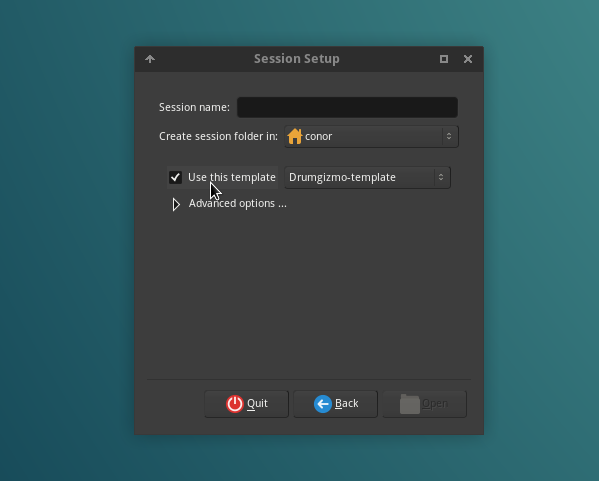 Session Setup
Session name:
Create session folder in: conor
Use this template Drumgizmo-template
Advanced options ...
Quit Back Open